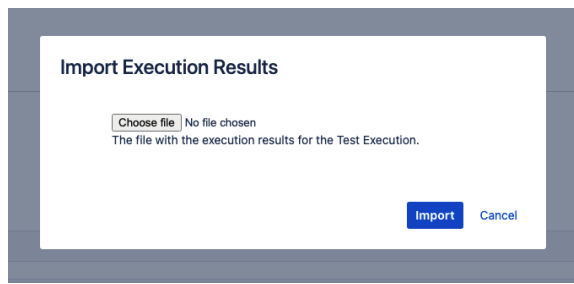 Import Execution Results
Choose file No file chosen
The file with the execution results for the Test Execution.
Import Cancel